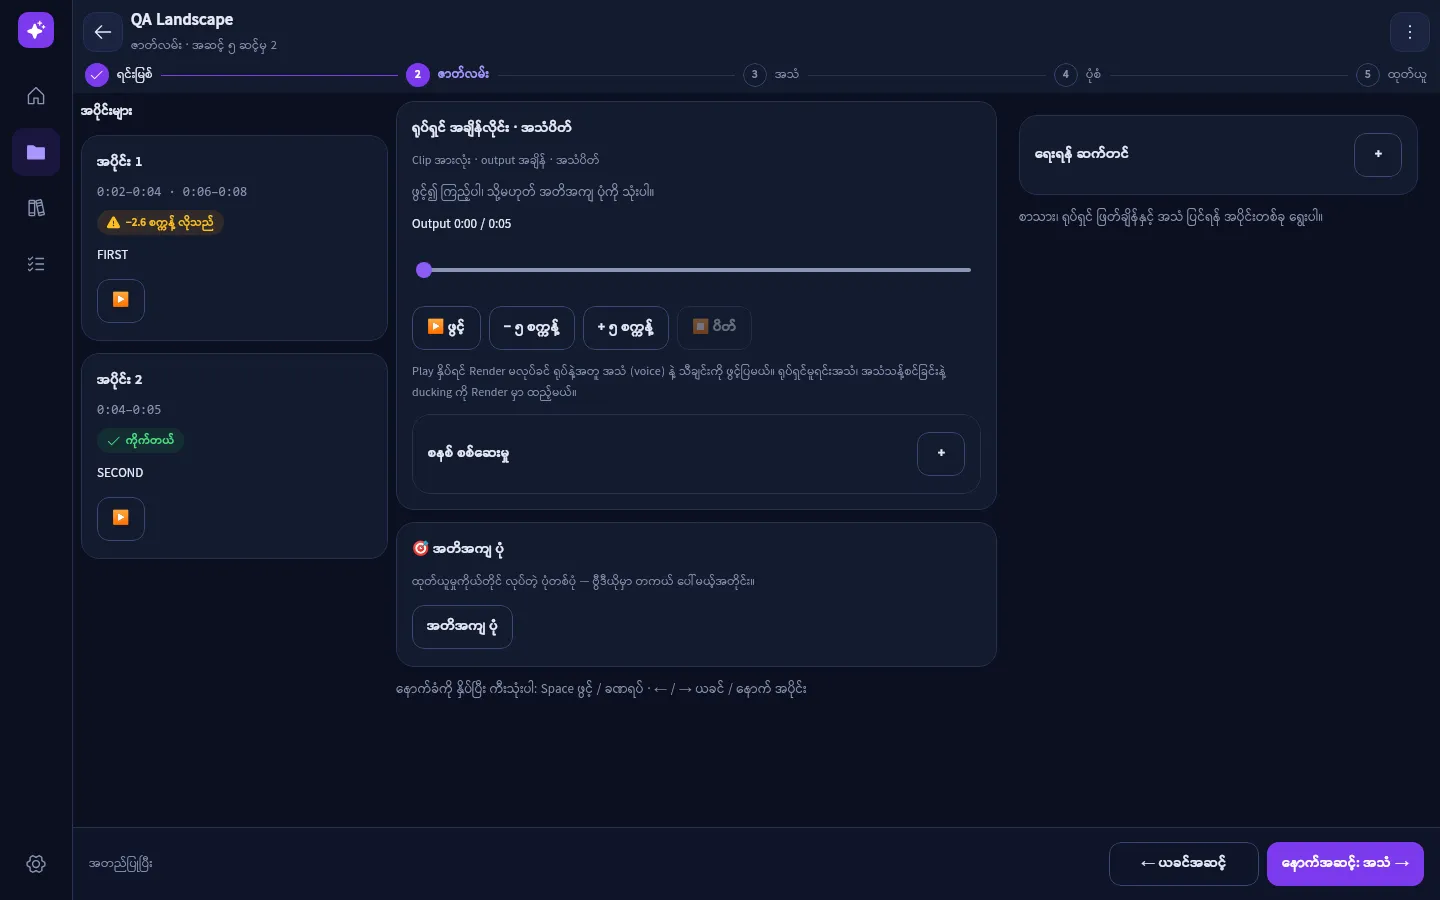 QA Landscape
ဇာတ်လမ်း · အဆင့် ၅ ဆင့်မှ 2
ရင်းမြစ်
2 ဇာတ်လမ်း
3 အသံ
4 ပုံစံ
5 ထုတ်ယူ
အပိုင်းများ
အပိုင်း 1
0:02–0:04 · 0:06–0:08
−2.6 စက္ကန့် လိုသည်
FIRST
အပိုင်း 2
0:04–0:05
ကိုက်တယ်
SECOND
ရုပ်ရှင် အချိန်လိုင်း · အသံပိတ်
Clip အားလုံး · output အချိန် · အသံပိတ်
ဖွင့်၍ ကြည့်ပါ၊ သို့မဟုတ် အတိအကျ ပုံကို သုံးပါ။
Output 0:00 / 0:05
ဖွင့်
− ၅ စက္ကန့်
+ ၅ စက္ကန့်
ပိတ်
Play နှိပ်ရင် Render မလုပ်ခင် ရုပ်နဲ့အတူ အသံ (voice) နဲ့ သီချင်းကို ဖွင့်ပြမယ်။ ရုပ်ရှင်မူရင်းအသံ၊ အသံသန့်စင်ခြင်းနဲ့
ducking ကို Render မှာ ထည့်မယ်။
စနစ် စစ်ဆေးမှု
+
🎯 အတိအကျ ပုံ
ထုတ်ယူမှုကိုယ်တိုင် လုပ်တဲ့ ပုံတစ်ပုံ — ဗွီဒီယိုမှာ တကယ် ပေါ်မယ့်အတိုင်း။
အတိအကျ ပုံ
နောက်ခံကို နှိပ်ပြီး ကီးသုံးပါ: Space ဖွင့် / ခဏရပ် · ← / → ယခင် / နောက် အပိုင်း
ရေးရန် ဆက်တင်
+
စာသား၊ ရုပ်ရှင် ဖြတ်ချိန်နှင့် အသံ ပြင်ရန် အပိုင်းတစ်ခု ရွေးပါ။
အတည်ပြုပြီး
← ယခင်အဆင့်
နောက်အဆင့်: အသံ →